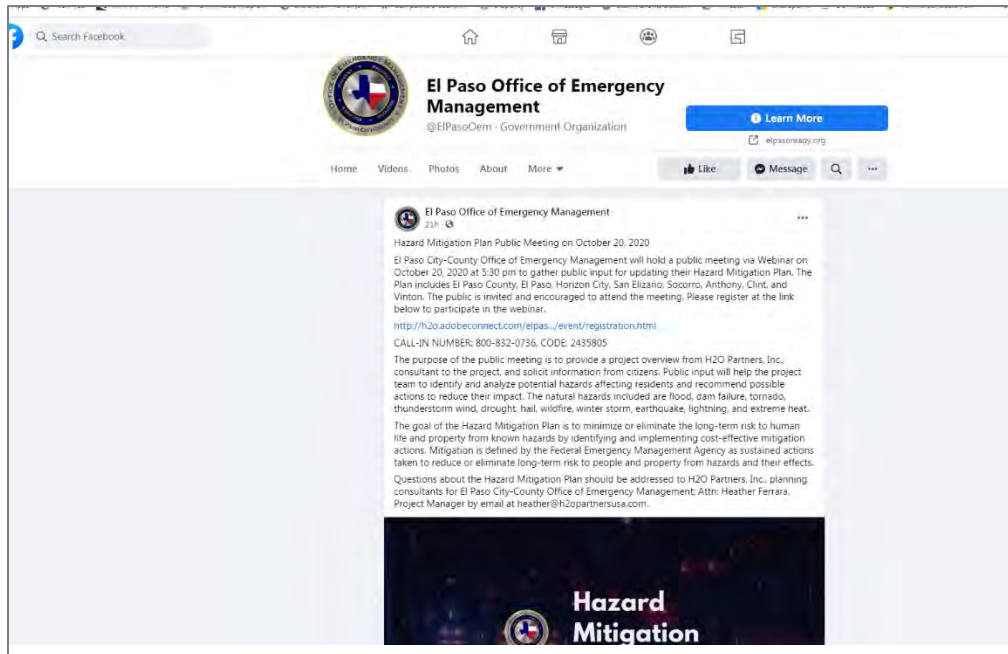 Search Facebook
El Paso Office of Emergency
Management
@ElPasoOem · Government Organization
Learn More
elpasoready.org
Home Videos Photos About More
Like Message
El Paso Office of Emergency Management
21h
Hazard Mitigation Plan Public Meeting on October 20, 2020
El Paso City-County Office of Emergency Management will hold a public meeting via Webinar on
October 20, 2020 at 5:30 pm to gather public input for updating their Hazard Mitigation Plan. The
Plan includes El Paso County, El Paso, Horizon City, San Elizario, Socorro, Anthony, Clint, and
Vinton. The public is invited and encouraged to attend the meeting. Please register at the link
below to participate in the webinar.
http://h2o.adobeconnect.com/elpas.../event/registration.html
CALL-IN NUMBER: 800-832-0736, CODE: 2435805
The purpose of the public meeting is to provide a project overview from H2O Partners, Inc.,
consultant to the project, and solicit information from citizens. Public input will help the project
team to identify and analyze potential hazards affecting residents and recommend possible
actions to reduce their impact. The natural hazards included are flood, dam failure, tornado,
thunderstorm wind, drought, hail, wildfire, winter storm, earthquake, lightning, and extreme heat.
The goal of the Hazard Mitigation Plan is to minimize or eliminate the long-term risk to human
life and property from known hazards by identifying and implementing cost-effective mitigation
actions. Mitigation is defined by the Federal Emergency Management Agency as sustained actions
taken to reduce or eliminate long-term risk to people and property from hazards and their effects.
Questions about the Hazard Mitigation Plan should be addressed to H2O Partners, Inc., planning
consultants for El Paso City-County Office of Emergency Management; Attn: Heather Ferrara,
Project Manager by email at heather@h2opartnersusa.com.
Hazard
Mitigation